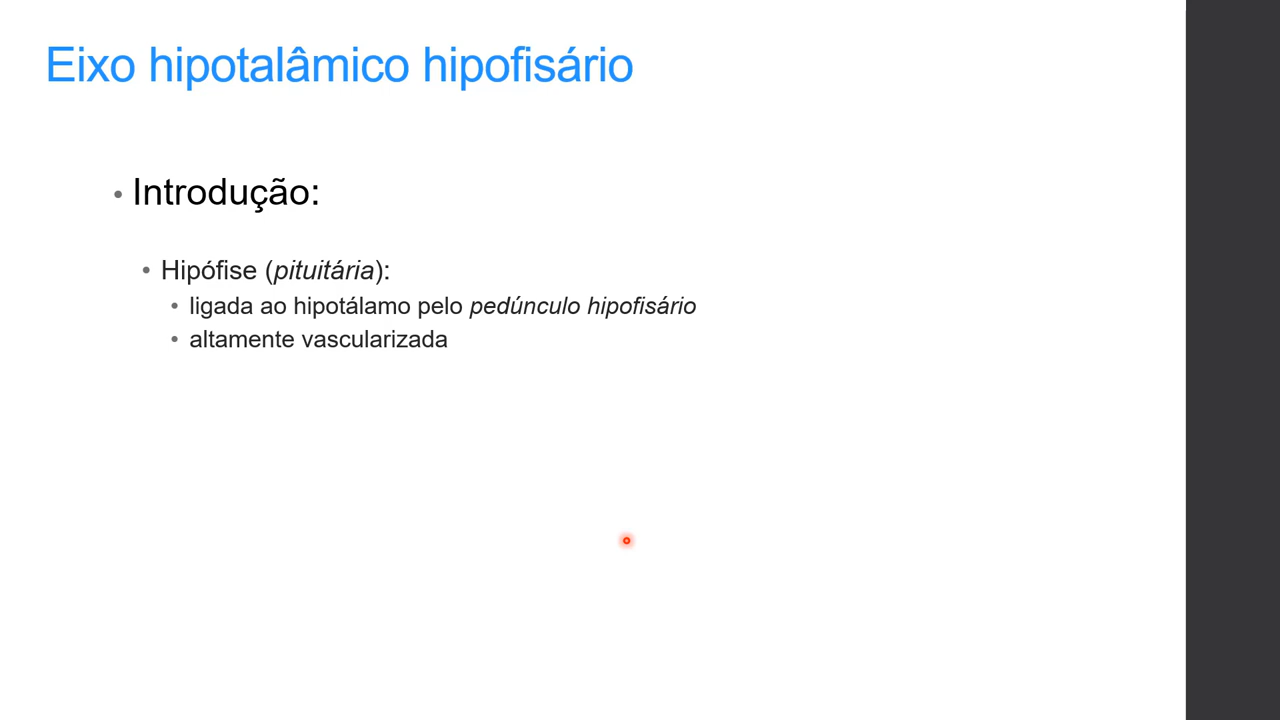 Eixo hipotalâmico hipofisário
• Introdução:
• Hipófise (pituitária):
• ligada ao hipotálamo pelo pedúnculo hipofisário
• altamente vascularizada